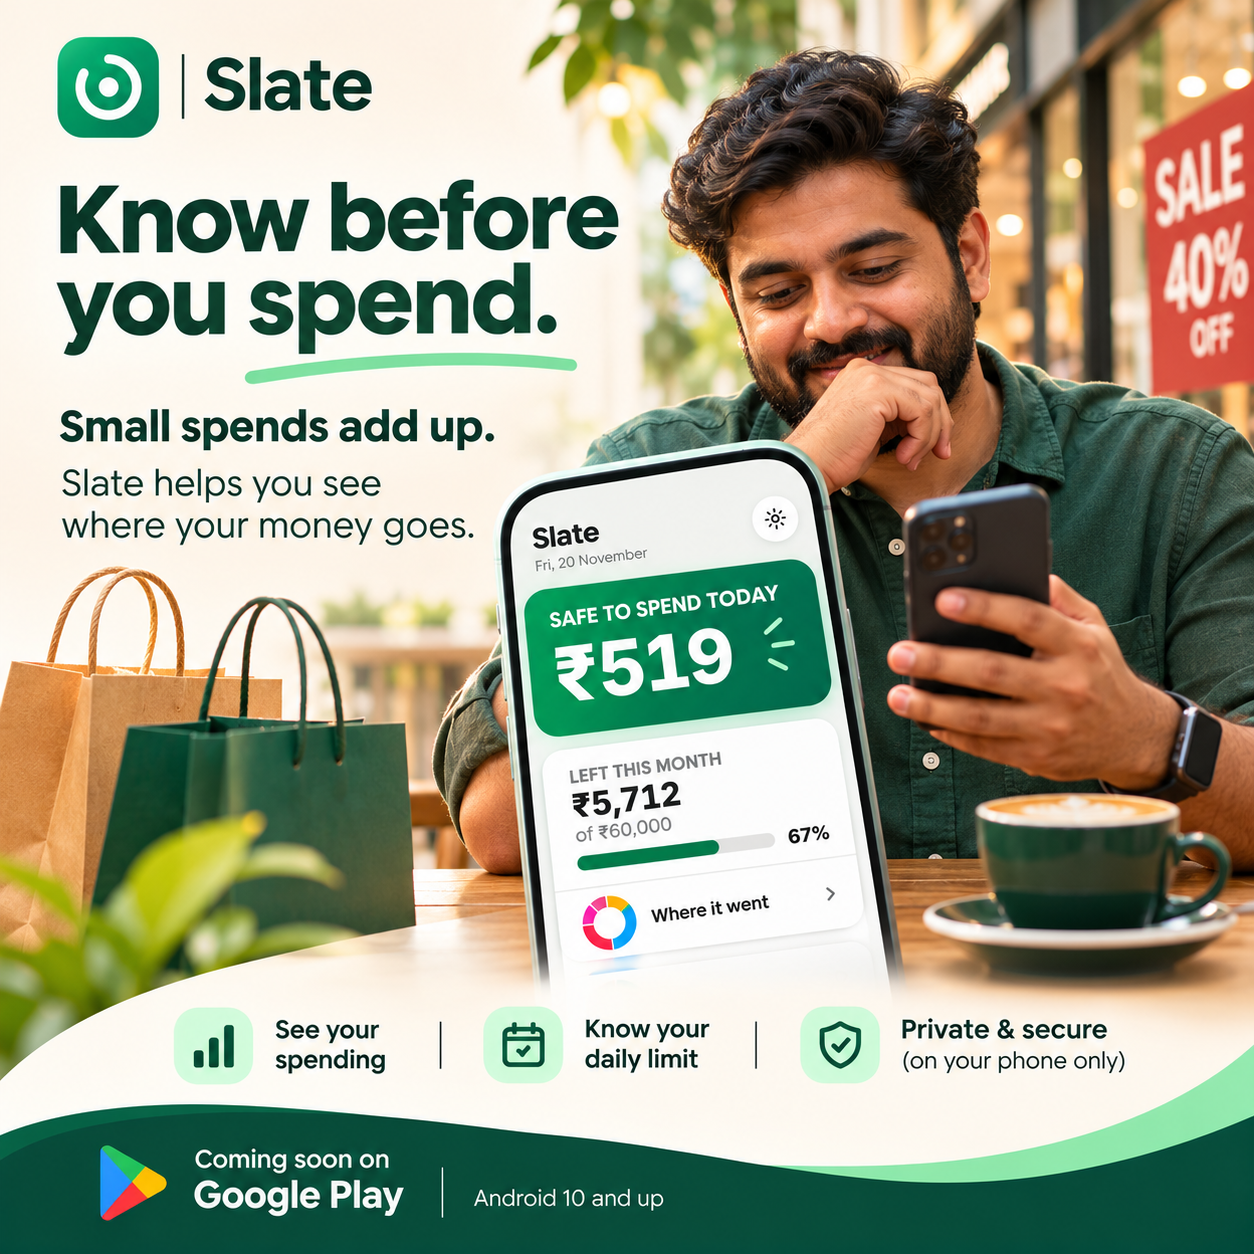 Slate
Know before
you spend.
Small spends add up.
Slate helps you see
where your money goes.
SALE
40%
OFF
Slate
Fri, 20 November
SAFE TO SPEND TODAY
₹519
LEFT THIS MONTH
₹5,712
of ₹60,000
67%
Where it went
See your
spending
Know your
daily limit
Private & secure
(on your phone only)
Coming soon on
Google Play
Android 10 and up